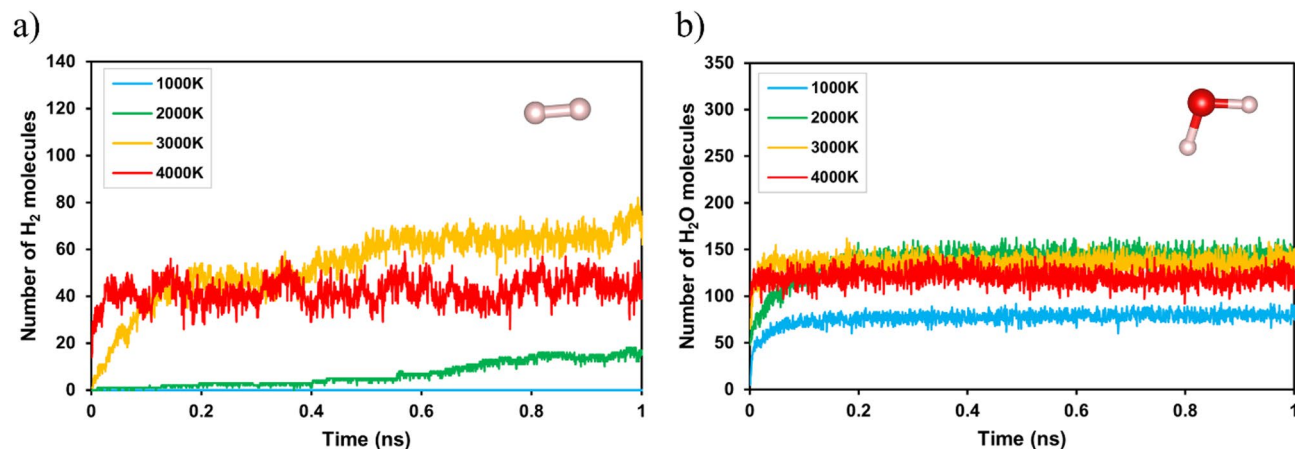 a)
140
120
100
80
60
40
20
0
Number of H₂ molecules
1000K
2000K
3000K
4000K
0 0.2 0.4 0.6 0.8 1
Time (ns)
b)
350
300
250
200
150
100
50
0
Number of H₂O molecules
1000K
2000K
3000K
4000K
0 0.2 0.4 0.6 0.8 1
Time (ns)